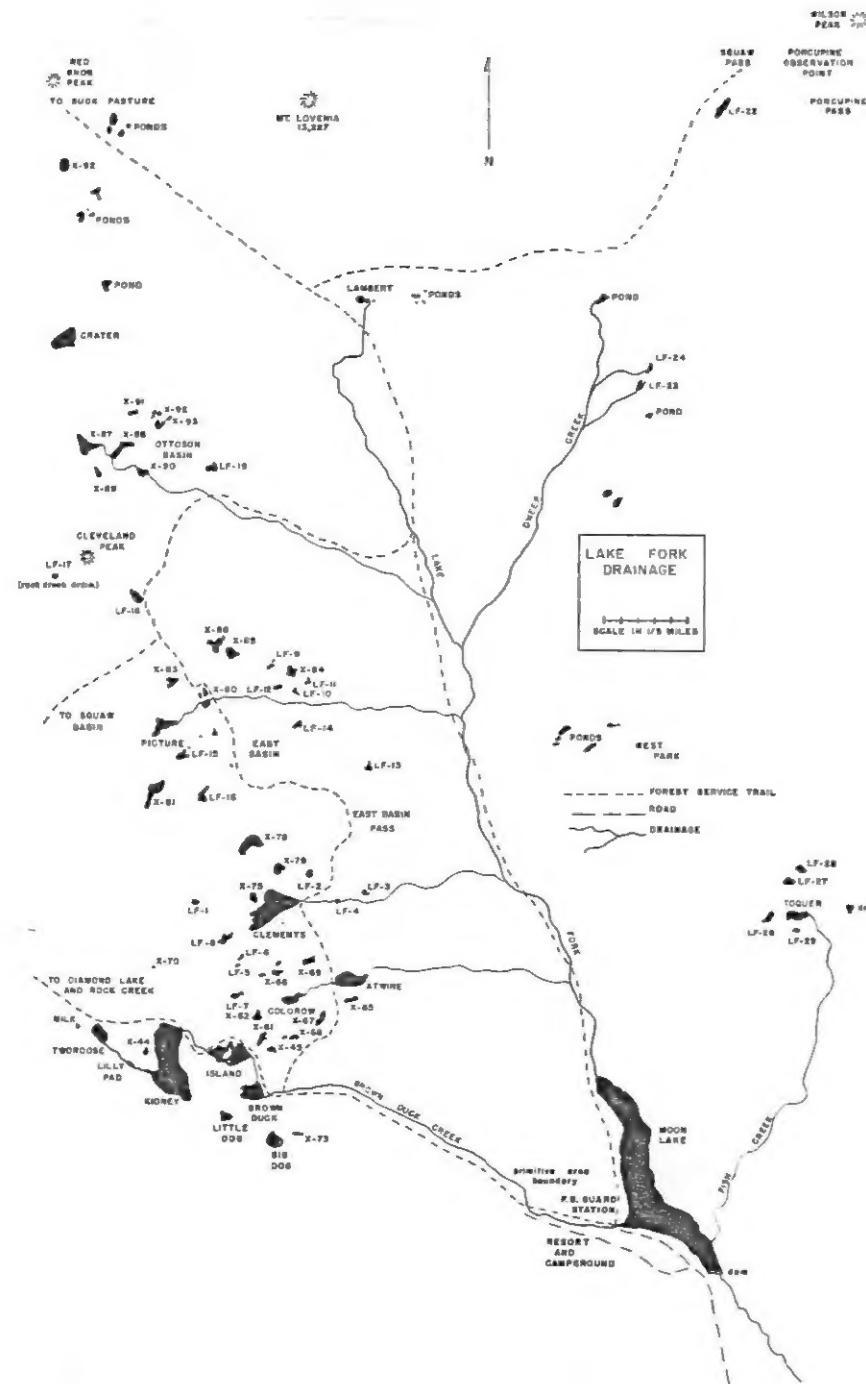 WILSON
PEAK
RED
KNOB
PEAK
SQUAW
PASS
PORCUPINE
OBSERVATION
POINT
TO BUCK PASTURE
MT. LOVENIA
13,227
PORCUPINE
PASS
PONDS
LF-22
N
X-92
PONDS
POND
LAMBERT
PONDS
POND
CRATER
LF-24
LF-23
POND
X-91
X-92
X-93
X-87
X-88
OTTOSON
BASIN
X-90
X-89
LF-19
CREEK
CLEVELAND
PEAK
LF-17
LAKE
LAKE FORK
DRAINAGE
SCALE IN 1/5 MILES
X-86
X-85
LF-9
X-84
X-83
LF-12
LF-11
LF-10
X-80
TO SQUAW
BASIN
PICTURE
EAST
BASIN
LF-14
PONDS
WEST
PARK
LF-15
LF-13
X-81
LF-16
FOREST SERVICE TRAIL
ROAD
DRAINAGE
EAST BASIN
PASS
X-78
X-79
LF-2
LF-3
X-75
LF-1
LF-4
LF-28
LF-27
TOQUER
CLEMENTS
LF-8
LF-29
FORK
LF-6
X-70
LF-5
X-69
X-66
TO DIAMOND LAKE
AND ROCK CREEK
ATWINE
LF-7
COLOROW
X-65
X-62
X-67
MILK
X-61
X-68
TWOROOSE
X-44
LILLY
PAD
ISLAND
KIDNEY
BROWN
DUCK
BROWN DUCK CREEK
LITTLE
DOG
BIG
DOG
X-73
MOON
LAKE
FISH CREEK
primitive area
boundary
F.S. GUARD
STATION
RESORT
AND
CAMPGROUND
dam